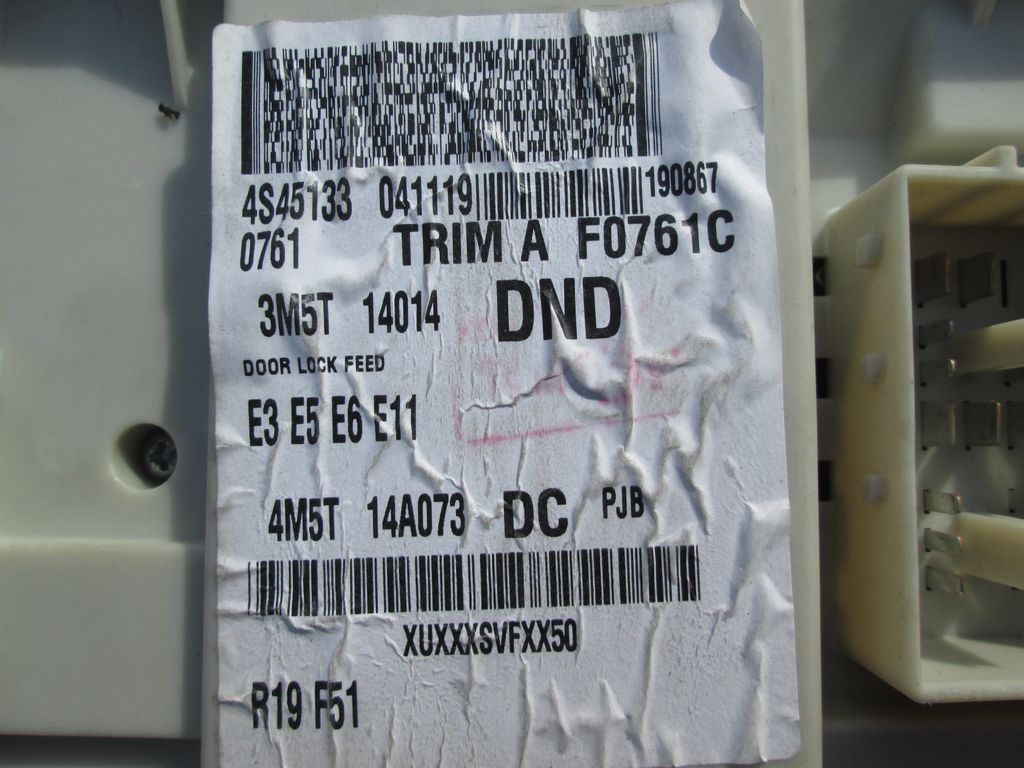 4S45133 041119 190867
0761 TRIM A F0761C
3M5T 14014 DND
DOOR LOCK FEED
E3 E5 E6 E11
4M5T 14A073 DC PJB
XUXXXSVFXX50
R19 F51